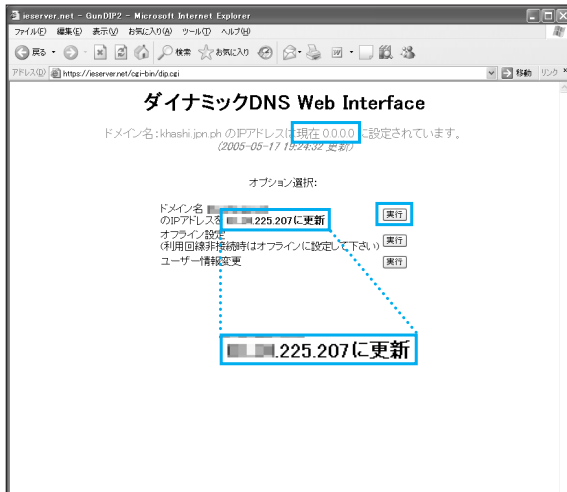 ieserver.net - GunDIP2 - Microsoft Internet Explorer
ファイル(F) 編集(E) 表示(V) お気に入り(A) ツール(T) ヘルプ(H)
戻る 検索 お気に入り
アドレス(D) https://ieserver.net/cgi-bin/dip.cgi 移動 リンク »
ダイナミックDNS Web Interface
ドメイン名:khashi.jpn.ph のIPアドレスは現在 0.0.0.0 に設定されています。
(2005-05-17 19:24:32 更新)
オプション選択:
ドメイン名
のIPアドレスを .225.207に更新 実行
オフライン設定
(利用回線非接続時はオフラインに設定して下さい) 実行
ユーザー情報変更 実行
.225.207に更新